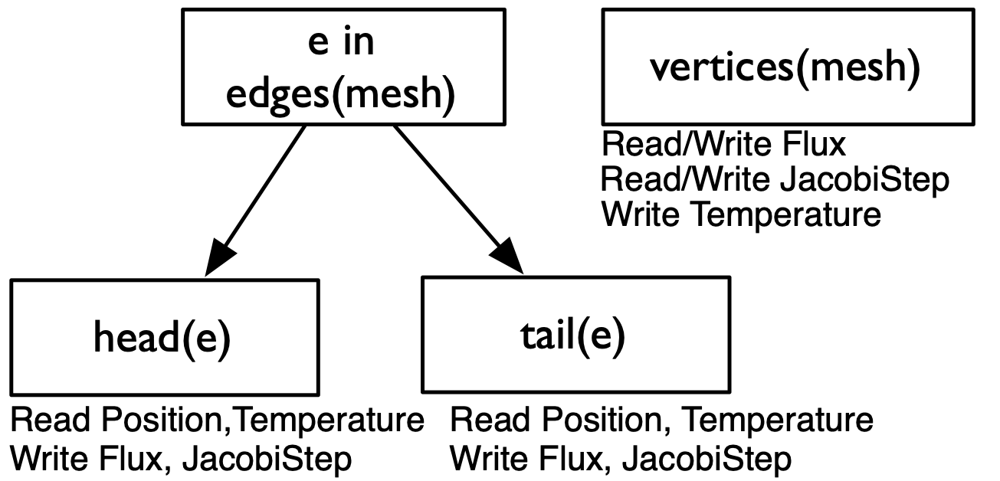 e in
edges(mesh)
vertices(mesh)
Read/Write Flux
Read/Write JacobiStep
Write Temperature
head(e)
Read Position,Temperature
Write Flux, JacobiStep
tail(e)
Read Position, Temperature
Write Flux, JacobiStep